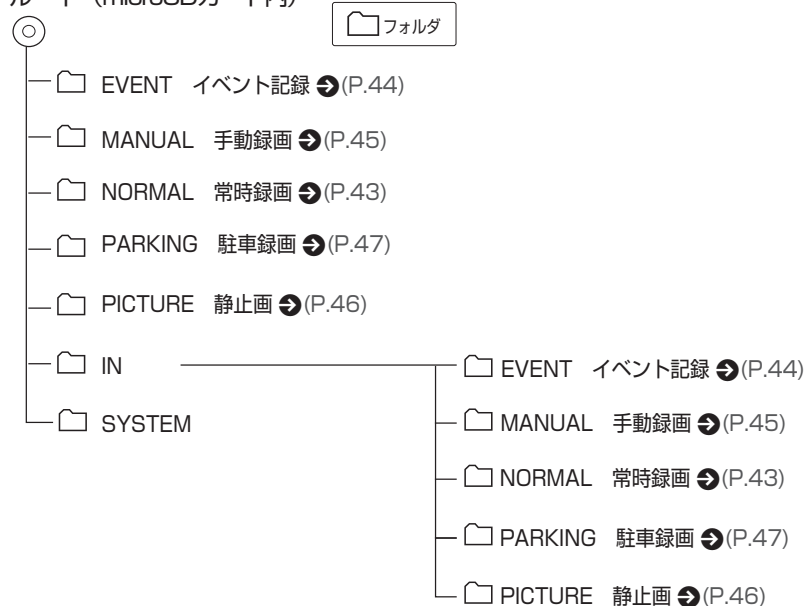 フォルダ
EVENT イベント記録 (P.44)
MANUAL 手動録画 (P.45)
NORMAL 常時録画 (P.43)
PARKING 駐車録画 (P.47)
PICTURE 静止画 (P.46)
IN
SYSTEM
EVENT イベント記録 (P.44)
MANUAL 手動録画 (P.45)
NORMAL 常時録画 (P.43)
PARKING 駐車録画 (P.47)
PICTURE 静止画 (P.46)